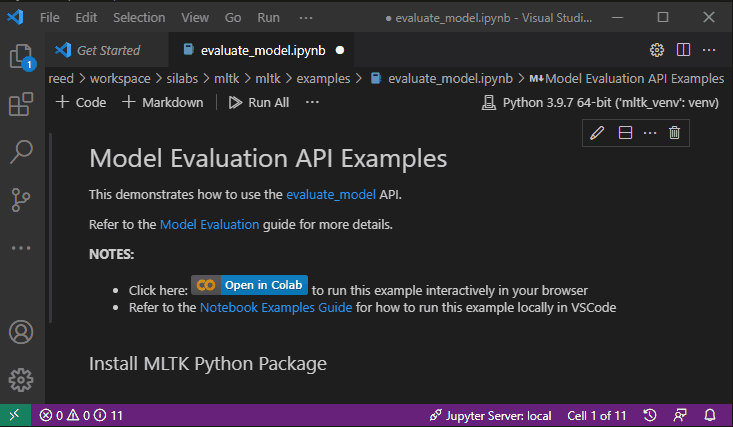 File Edit Selection View Go Run ··· ● evaluate_model.ipynb - Visual Studi...
Get Started evaluate_model.ipynb ●
reed > workspace > silabs > mltk > mltk > examples > evaluate_model.ipynb > M↓Model Evaluation API Examples
+ Code + Markdown Run All ··· Python 3.9.7 64-bit ('mltk_venv': venv)
1
Model Evaluation API Examples
This demonstrates how to use the evaluate_model API.
Refer to the Model Evaluation guide for more details.
NOTES:
• Click here: Open in Colab to run this example interactively in your browser
• Refer to the Notebook Examples Guide for how to run this example locally in VSCode
Install MLTK Python Package
0 0 11 Jupyter Server: local Cell 1 of 11